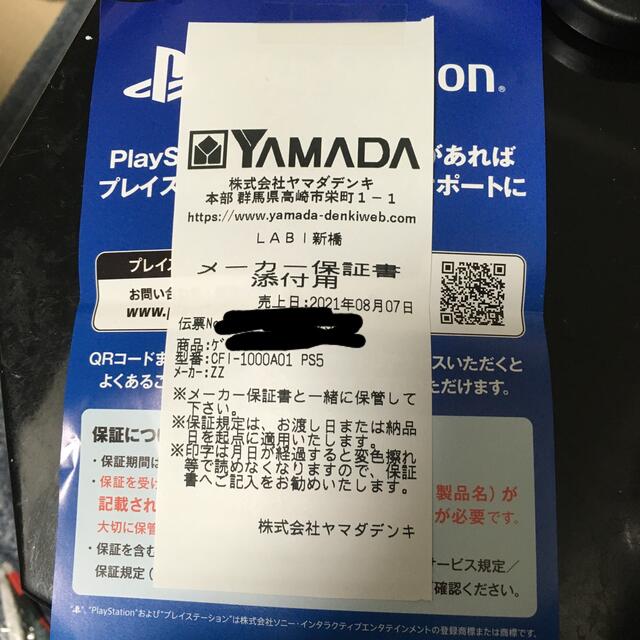 on.
YAMADA
株式会社ヤマダデンキ
本部 群馬県高崎市栄町1-1
https://www.yamada-denkiweb.com
LABI新橋
メーカー保証書
添付用
売上日:2021年08月07日
伝票N
商品:ゲ
型番:CFI-1000A01 PS5
メーカー:ZZ
※メーカー保証書と一緒に保管して
下さい。
※保証規定は、お渡し日または納品
日を起点に適用いたします。
※印字は月日が経過すると変色擦れ
等で読めなくなりますので、保証
書へご記入をお勧めいたします。
株式会社ヤマダデンキ
PlayS
があれば
プレイス
ポートに
プレイス
お問い合
www.p
QRコードま
スいただくと
よくあるご
ただけます。
保証につい
・保証期間は
・保証を受け
製品名）が
記載され
が必要です。
大切に保管
・保証を含む
ービス規定／
保証規定（
確認ください。
"PlayStation"および"プレイステーション"は株式会社ソニー・インタラクティブエンタテインメントの登録商標または商標です。